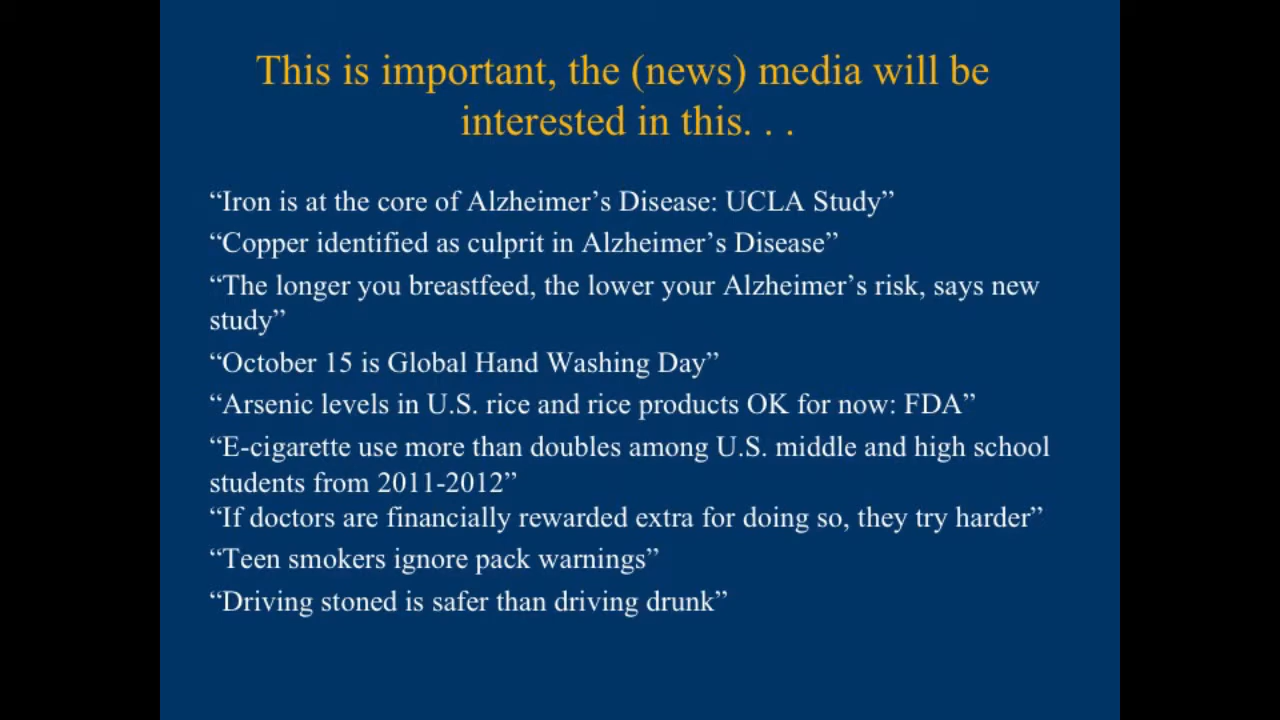 This is important, the (news) media will be
interested in this. . .
“Iron is at the core of Alzheimer’s Disease: UCLA Study”
“Copper identified as culprit in Alzheimer’s Disease”
“The longer you breastfeed, the lower your Alzheimer’s risk, says new
study”
“October 15 is Global Hand Washing Day”
“Arsenic levels in U.S. rice and rice products OK for now: FDA”
“E-cigarette use more than doubles among U.S. middle and high school
students from 2011-2012”
“If doctors are financially rewarded extra for doing so, they try harder”
“Teen smokers ignore pack warnings”
“Driving stoned is safer than driving drunk”